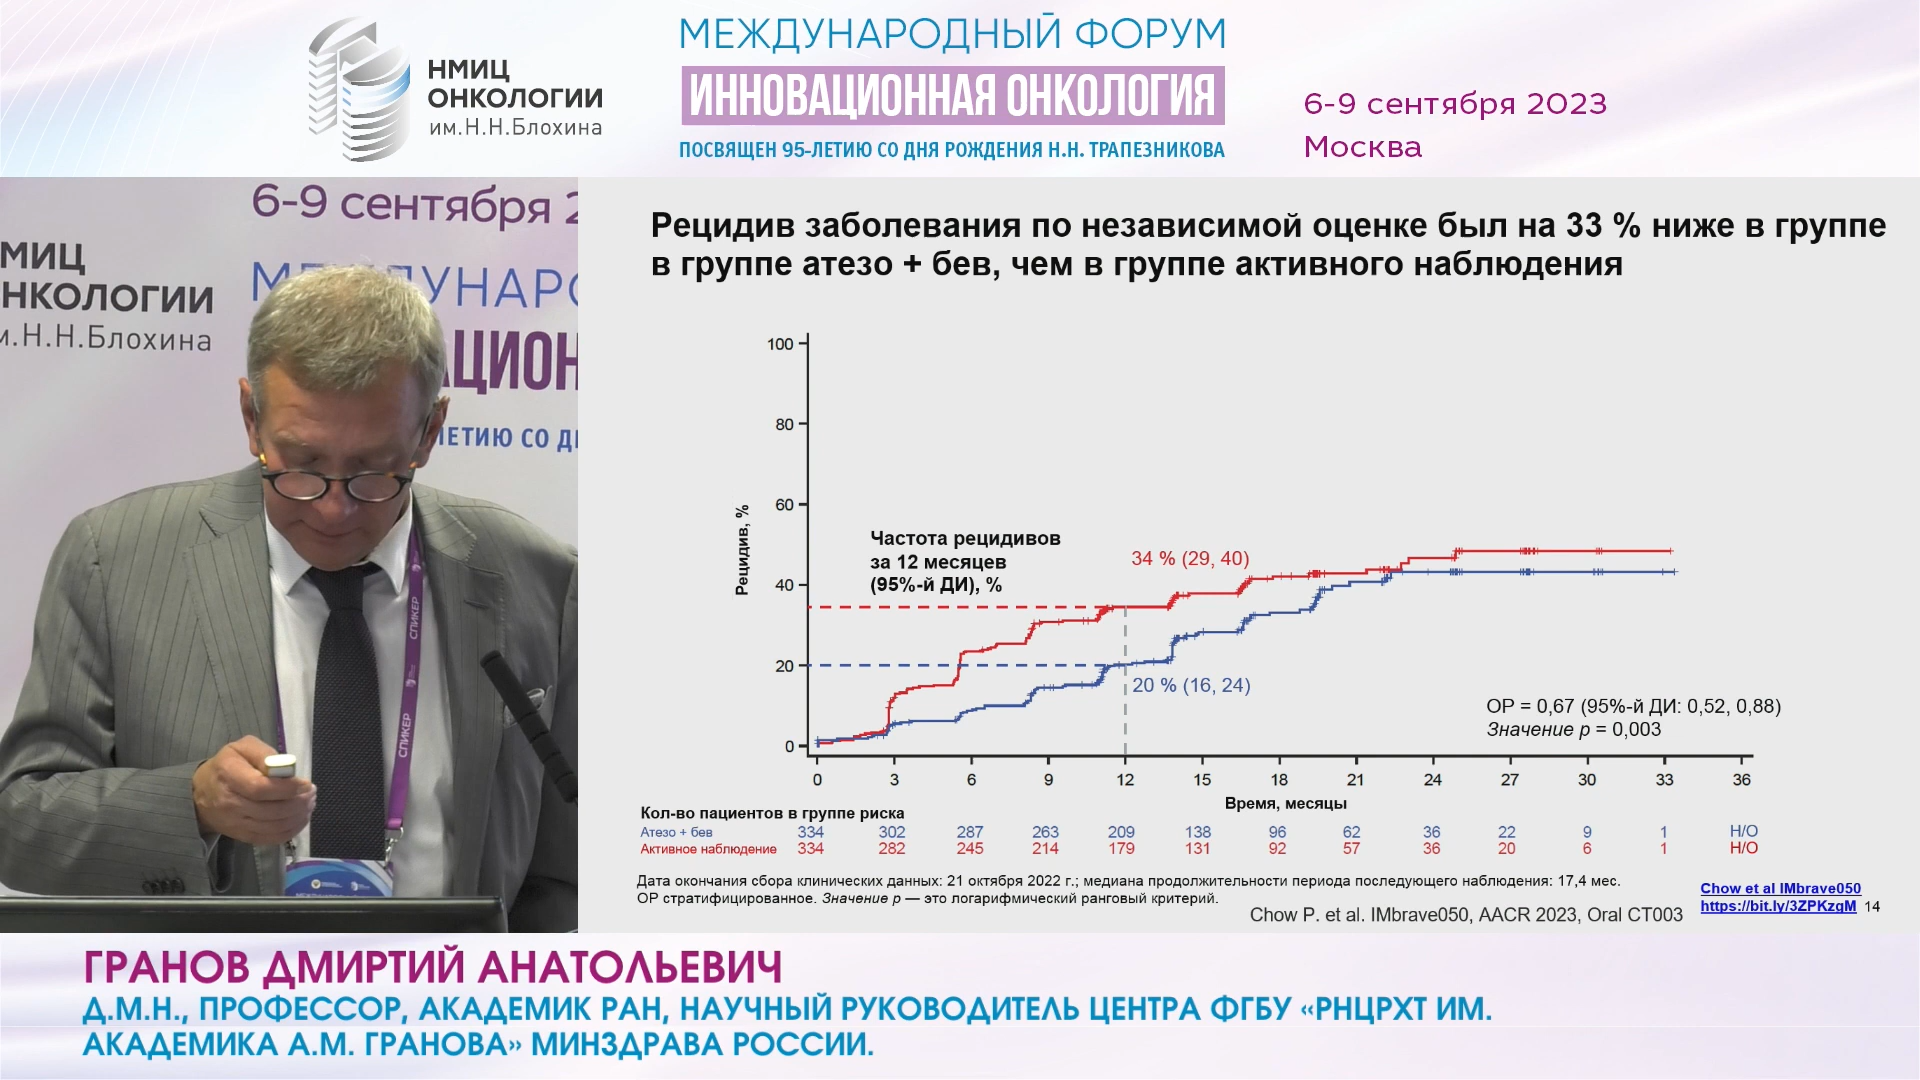 НМИЦ
ОНКОЛОГИИ
им.Н.Н.Блохина
МЕЖДУНАРОДНЫЙ ФОРУМ
ИННОВАЦИОННАЯ ОНКОЛОГИЯ
ПОСВЯЩЕН 95-ЛЕТИЮ СО ДНЯ РОЖДЕНИЯ Н.Н. ТРАПЕЗНИКОВА
6-9 сентября 2023
Москва
6-9 сентября 2
МИЦ
НКОЛОГИИ
м.Н.Н.Блохина
МЕ УНАР
ЦИОН
ЛЕТИЮ СО Д
СПИКЕР
СПИКЕР
Рецидив заболевания по независимой оценке был на 33 % ниже в группе
в группе атезо + бев, чем в группе активного наблюдения
100
80
60
40
20
0
Рецидив, %
Частота рецидивов
за 12 месяцев
(95%-й ДИ), %
34 % (29, 40)
20 % (16, 24)
ОР = 0,67 (95%-й ДИ: 0,52, 0,88)
Значение p = 0,003
0 3 6 9 12 15 18 21 24 27 30 33 36
Время, месяцы
Кол-во пациентов в группе риска
Атезо + бев 334 302 287 263 209 138 96 62 36 22 9 1 Н/О
Активное наблюдение 334 282 245 214 179 131 92 57 36 20 6 1 Н/О
Дата окончания сбора клинических данных: 21 октября 2022 г.; медиана продолжительности периода последующего наблюдения: 17,4 мес.
ОР стратифицированное. Значение p — это логарифмический ранговый критерий.
Chow P. et al. IMbrave050, AACR 2023, Oral CT003
Chow et al IMbrave050
https://bit.ly/3ZPKzgM 14
ГРАНОВ ДМИРТИЙ АНАТОЛЬЕВИЧ
Д.М.Н., ПРОФЕССОР, АКАДЕМИК РАН, НАУЧНЫЙ РУКОВОДИТЕЛЬ ЦЕНТРА ФГБУ «РНЦРХТ ИМ.
АКАДЕМИКА А.М. ГРАНОВА» МИНЗДРАВА РОССИИ.